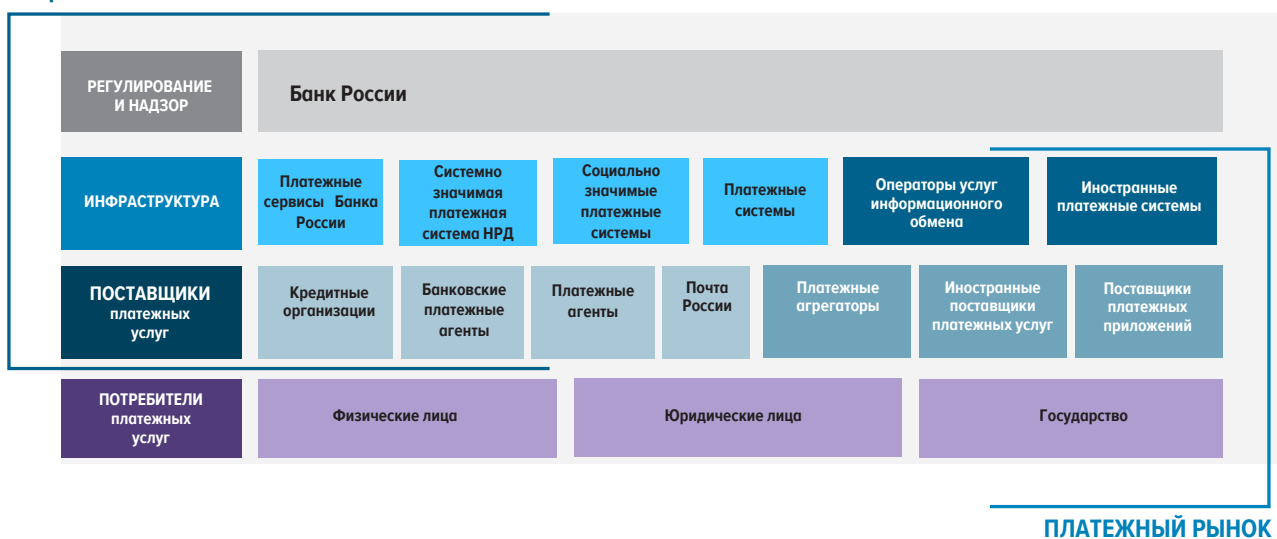 РЕГУЛИРОВАНИЕ
И НАДЗОР
Банк России
ИНФРАСТРУКТУРА
Платежные
сервисы Банка
России
Системно
значимая
платежная
система НРД
Социально
значимые
платежные
системы
Платежные
системы
Операторы услуг
информационного
обмена
Иностранные
платежные системы
ПОСТАВЩИКИ
платежных
услуг
Кредитные
организации
Банковские
платежные
агенты
Платежные
агенты
Почта
России
Платежные
агрегаторы
Иностранные
поставщики
платежных услуг
Поставщики
платежных
приложений
ПОТРЕБИТЕЛИ
платежных
услуг
Физические лица
Юридические лица
Государство
ПЛАТЕЖНЫЙ РЫНОК